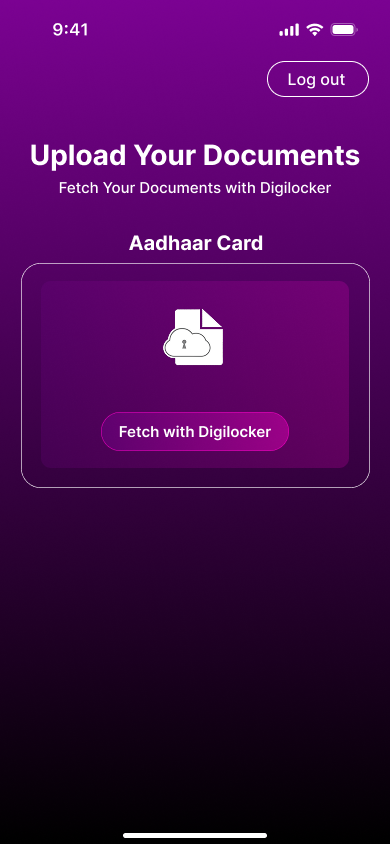 9:41
Log out
Upload Your Documents
Fetch Your Documents with Digilocker
Aadhaar Card
Fetch with Digilocker